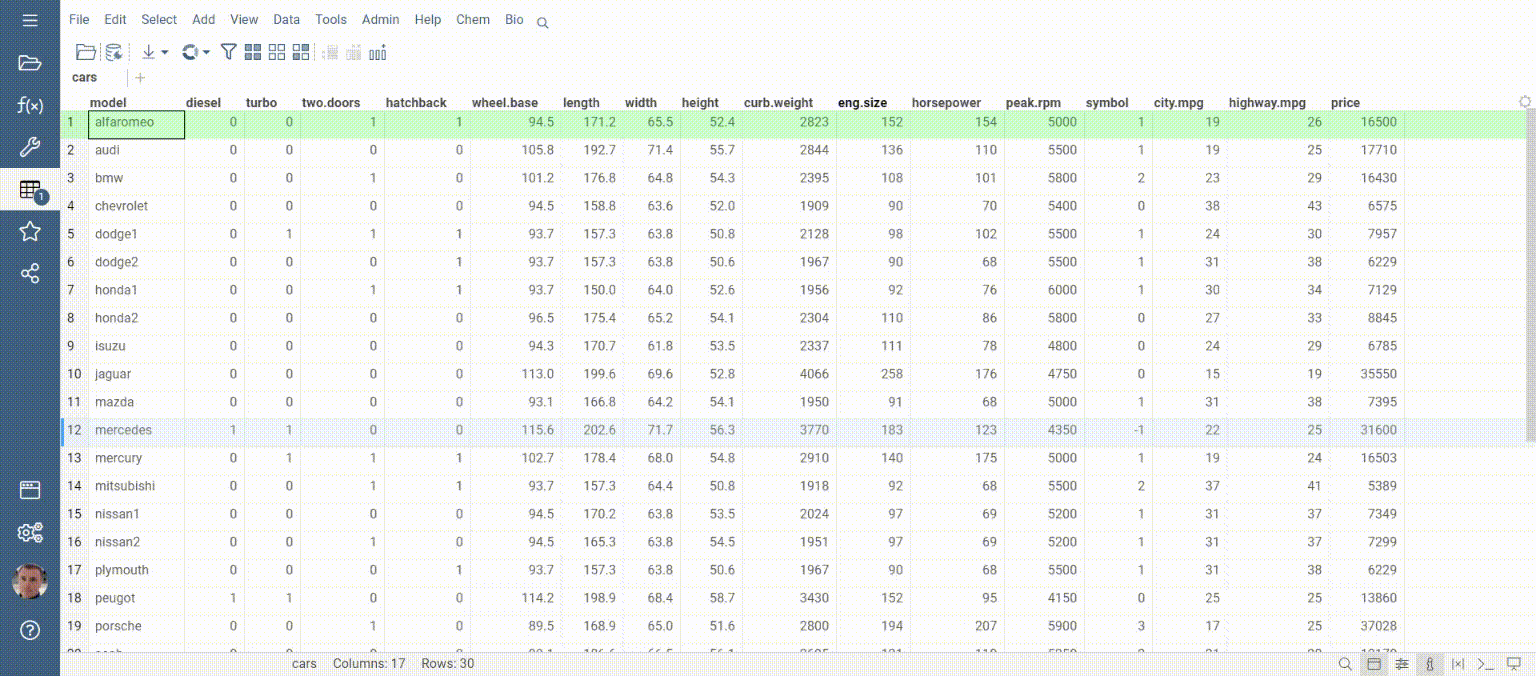 File Edit Select Add View Data Tools Admin Help Chem Bio
cars +
model diesel turbo two.doors hatchback wheel.base length width height curb.weight eng.size horsepower peak.rpm symbol city.mpg highway.mpg price
1 alfaromeo 0 0 1 1 94.5 171.2 65.5 52.4 2823 152 154 5000 1 19 26 16500
2 audi 0 0 0 0 105.8 192.7 71.4 55.7 2844 136 110 5500 1 19 25 17710
3 bmw 0 0 1 0 101.2 176.8 64.8 54.3 2395 108 101 5800 2 23 29 16430
4 chevrolet 0 0 0 0 94.5 158.8 63.6 52.0 1909 90 70 5400 0 38 43 6575
5 dodge1 0 1 1 1 93.7 157.3 63.8 50.8 2128 98 102 5500 1 24 30 7957
6 dodge2 0 0 0 1 93.7 157.3 63.8 50.6 1967 90 68 5500 1 31 38 6229
7 honda1 0 0 1 1 93.7 150.0 64.0 52.6 1956 92 76 6000 1 30 34 7129
8 honda2 0 0 0 0 96.5 175.4 65.2 54.1 2304 110 86 5800 0 27 33 8845
9 isuzu 0 0 0 0 94.3 170.7 61.8 53.5 2337 111 78 4800 0 24 29 6785
10 jaguar 0 0 0 0 113.0 199.6 69.6 52.8 4066 258 176 4750 0 15 19 35550
11 mazda 0 0 0 0 93.1 166.8 64.2 54.1 1950 91 68 5000 1 31 38 7395
12 mercedes 1 1 0 0 115.6 202.6 71.7 56.3 3770 183 123 4350 -1 22 25 31600
13 mercury 0 1 1 1 102.7 178.4 68.0 54.8 2910 140 175 5000 1 19 24 16503
14 mitsubishi 0 0 1 1 93.7 157.3 64.4 50.8 1918 92 68 5500 2 37 41 5389
15 nissan1 0 0 0 0 94.5 170.2 63.8 53.5 2024 97 69 5200 1 31 37 7349
16 nissan2 0 0 1 0 94.5 165.3 63.8 54.5 1951 97 69 5200 1 31 37 7299
17 plymouth 0 0 0 1 93.7 157.3 63.8 50.6 1967 90 68 5500 1 31 38 6229
18 peugot 1 1 0 0 114.2 198.9 68.4 58.7 3430 152 95 4150 0 25 25 13860
19 porsche 0 0 1 0 89.5 168.9 65.0 51.6 2800 194 207 5900 3 17 25 37028
f(x)
1
cars Columns: 17 Rows: 30